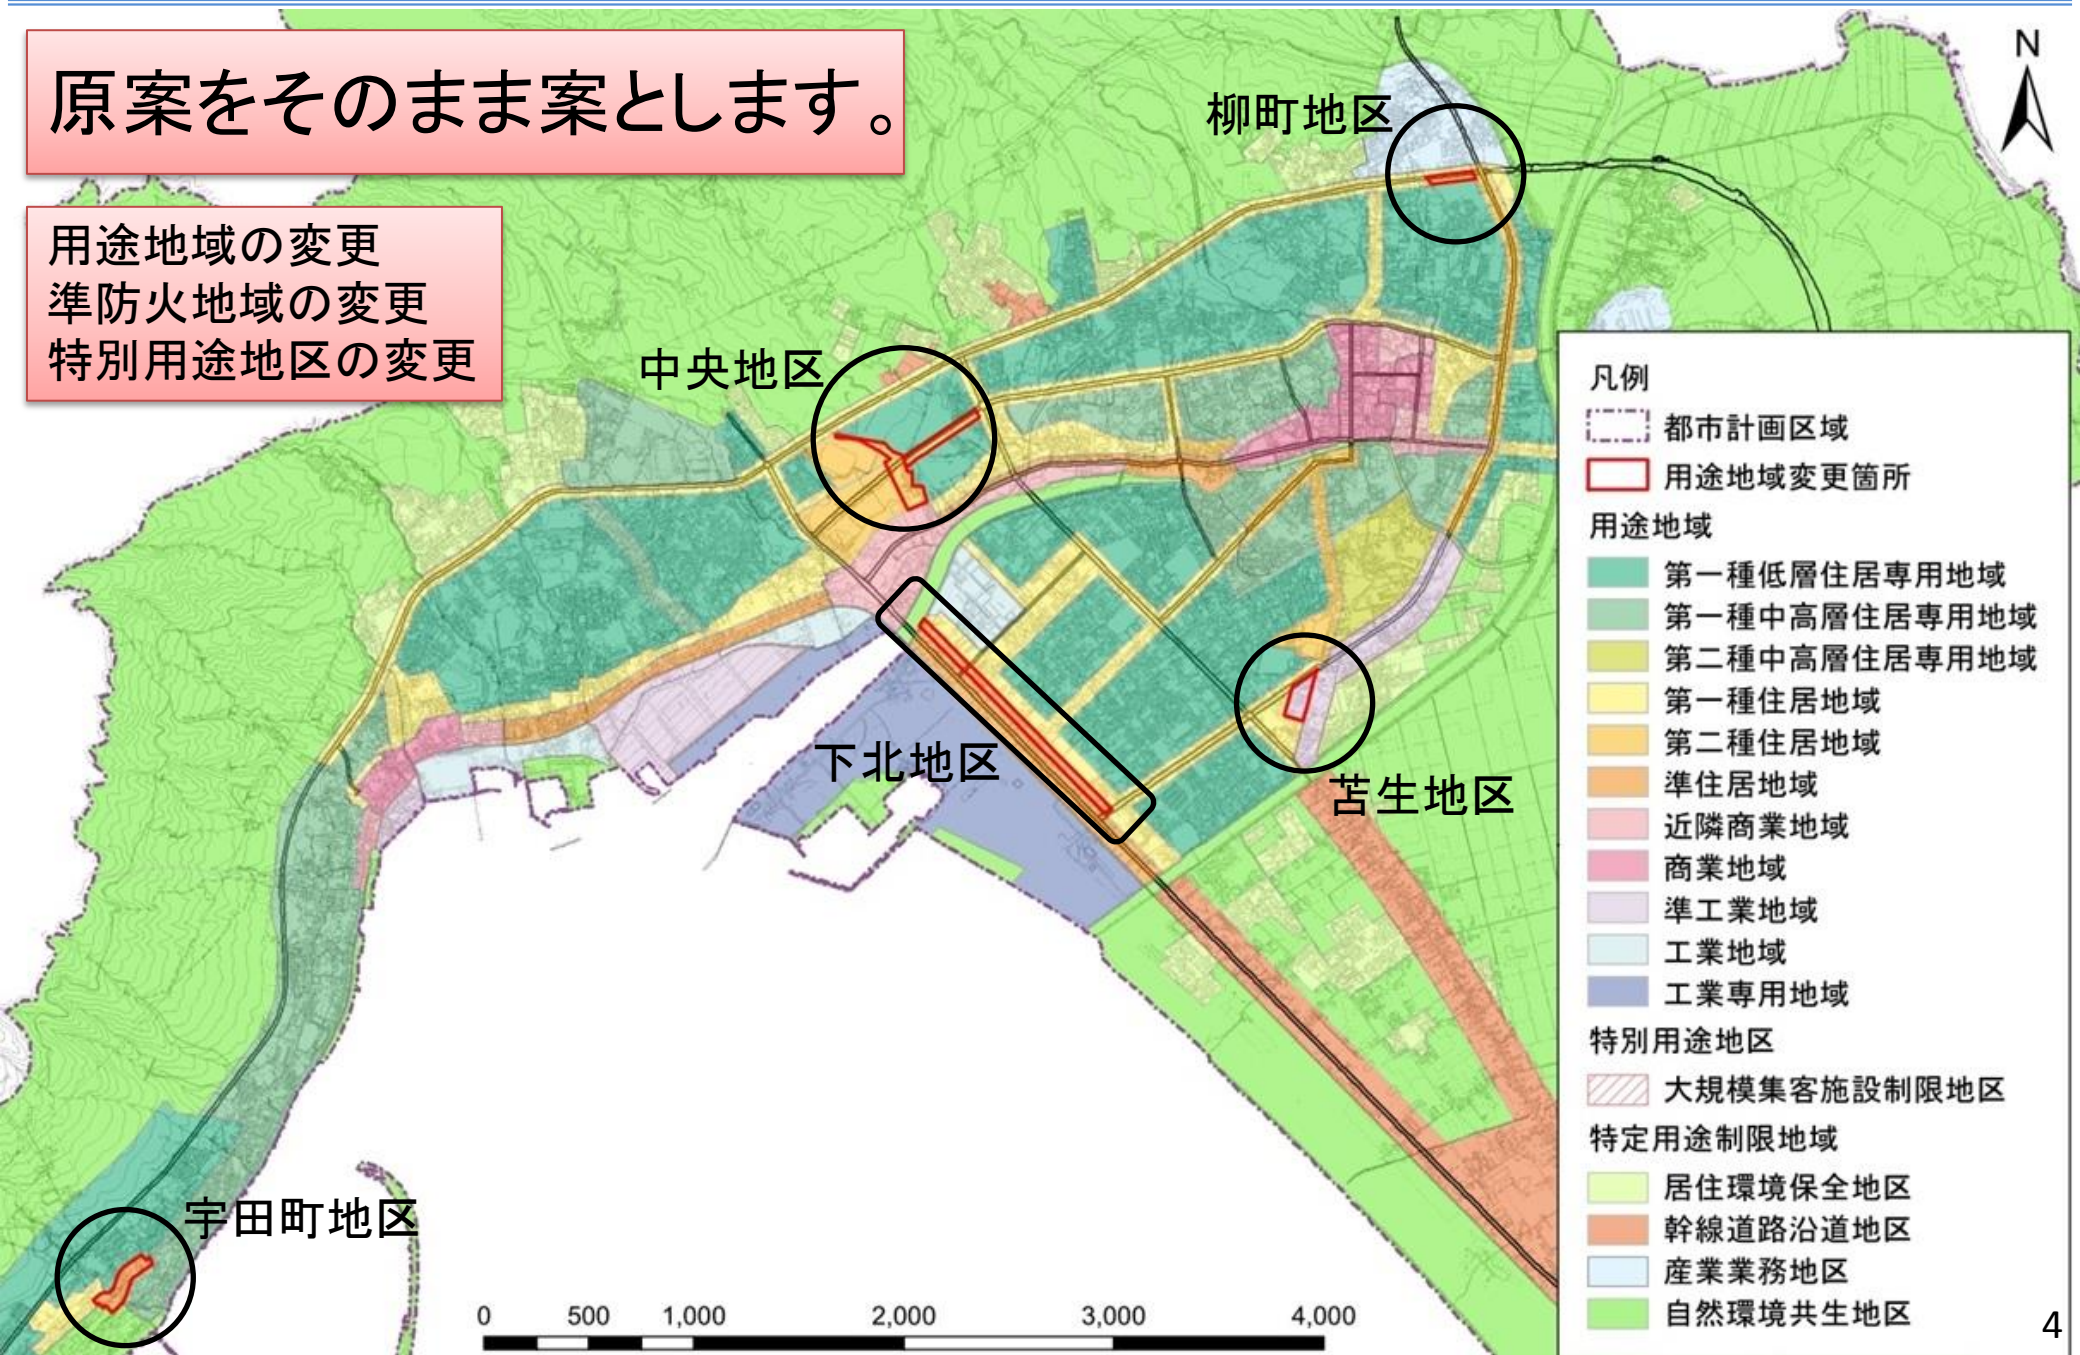 原案をそのまま案とします。
用途地域の変更
準防火地域の変更
特別用途地区の変更
柳町地区
N
中央地区
下北地区
苫生地区
宇田町地区
凡例
都市計画区域
用途地域変更箇所
用途地域
第一種低層住居専用地域
第一種中高層住居専用地域
第二種中高層住居専用地域
第一種住居地域
第二種住居地域
準住居地域
近隣商業地域
商業地域
準工業地域
工業地域
工業専用地域
特別用途地区
大規模集客施設制限地区
特定用途制限地域
居住環境保全地区
幹線道路沿道地区
産業業務地区
自然環境共生地区
0 500 1,000 2,000 3,000 4,000
4